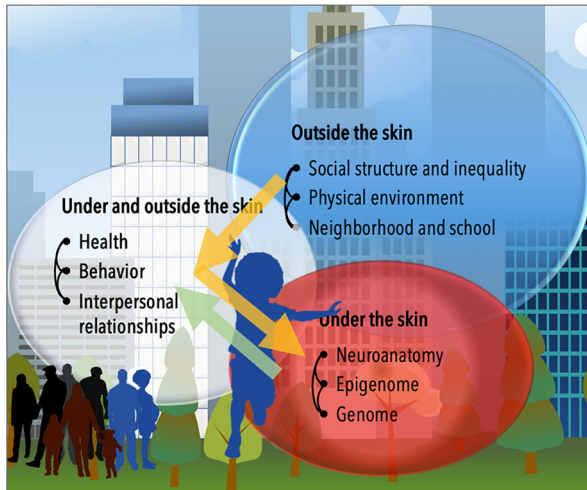 Outside the skin
Social structure and inequality
Physical environment
Neighborhood and school
Under and outside the skin
Health
Behavior
Interpersonal
relationships
Under the skin
Neuroanatomy
Epigenome
Genome